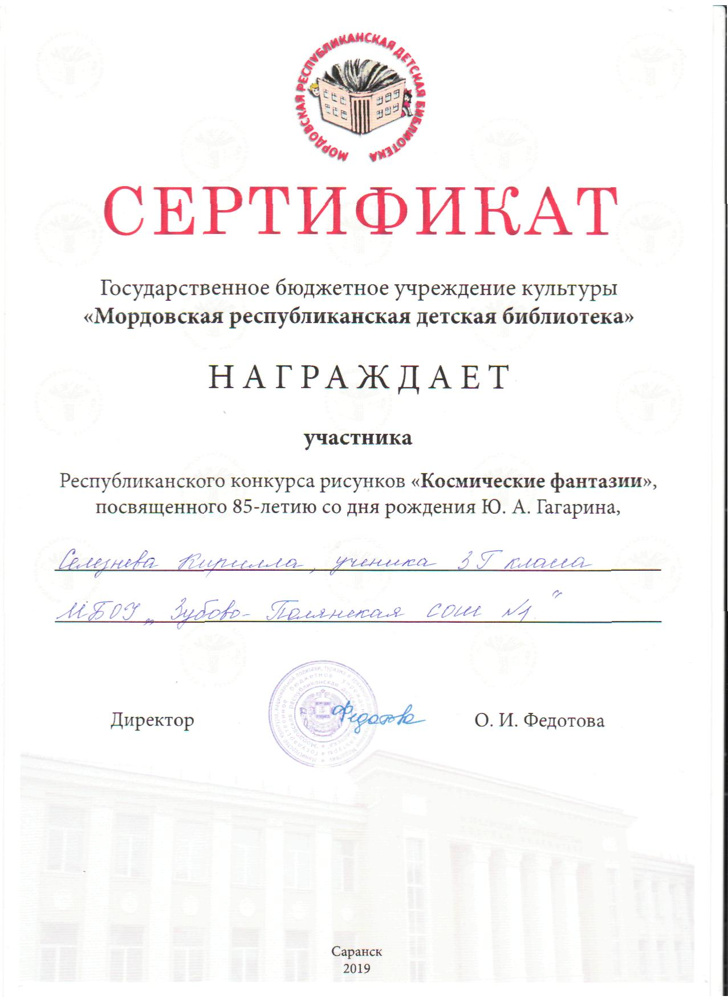 МОРДОВСКАЯ РЕСПУБЛИКАНСКАЯ ДЕТСКАЯ БИБЛИОТЕКА
СЕРТИФИКАТ
Государственное бюджетное учреждение культуры
«Мордовская республиканская детская библиотека»
НАГРАЖДАЕТ
участника
Республиканского конкурса рисунков «Космические фантазии»,
посвященного 85-летию со дня рождения Ю. А. Гагарина,
Селезнева Кирилла, ученика 3 Г класса
МБОУ „Зубово-Полянская СОШ №1“
Директор
Федотова
О. И. Федотова
Саранск
2019